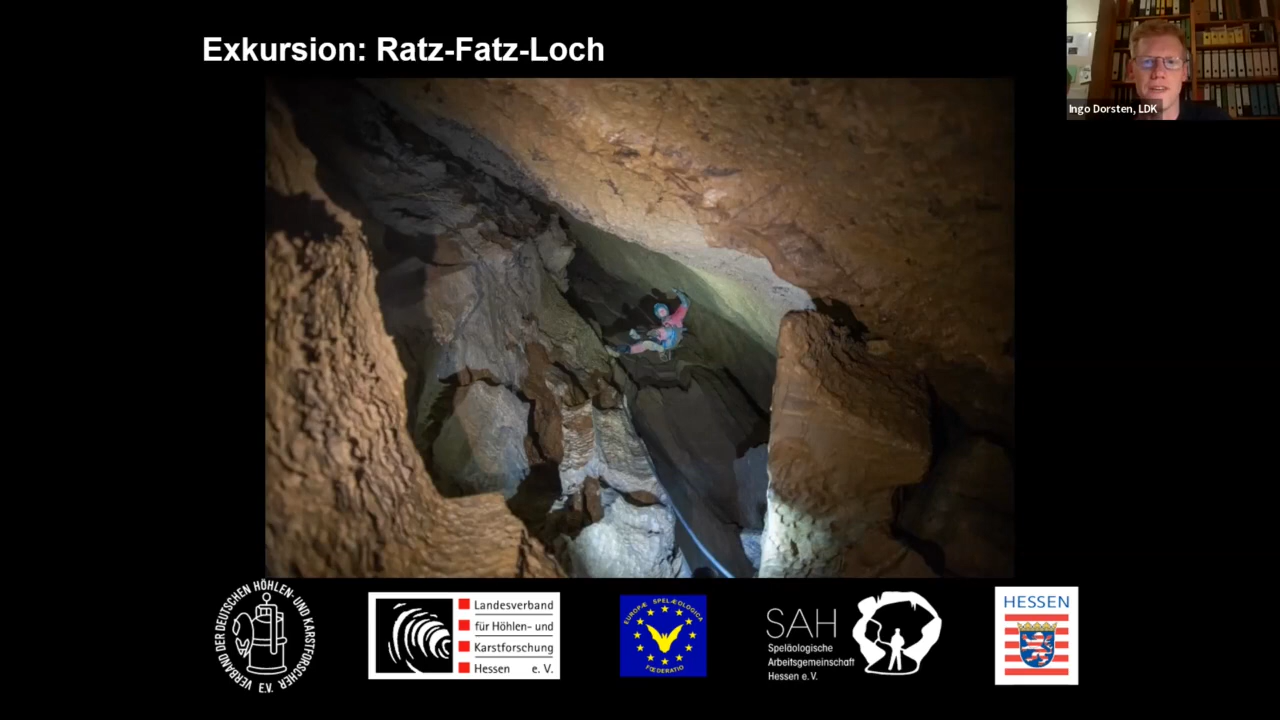 Exkursion: Ratz-Fatz-Loch
Ingo Dorsten, LDK
VERBAND DER DEUTSCHEN HÖHLEN- UND KARSTFORSCHER E.V.
Landesverband
für Höhlen- und
Karstforschung
Hessen e. V.
EUROPÆ SPELÆOLOGICA
FŒDERATIO
SAH
Speläologische
Arbeitsgemeinschaft
Hessen e. V.
HESSEN